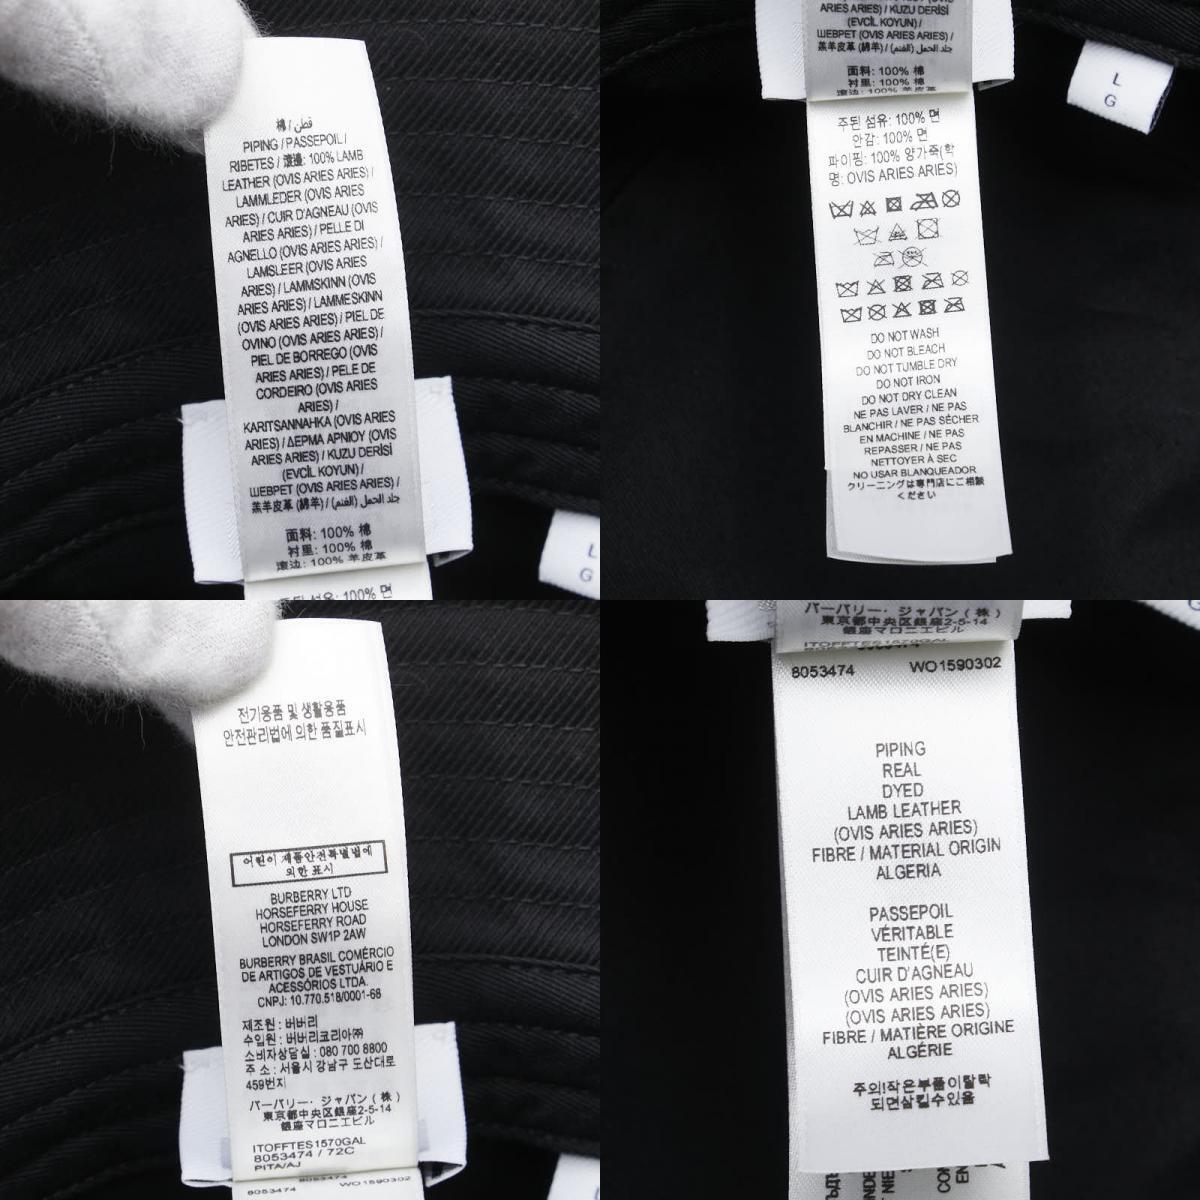 قطن / 棉
PIPING / PASSEPOIL /
RIBETES / 滾邊: 100% LAMB
LEATHER (OVIS ARIES ARIES) /
LAMMLEDER (OVIS ARIES
ARIES) / CUIR D'AGNEAU (OVIS
ARIES ARIES) / PELLE DI
AGNELLO (OVIS ARIES ARIES) /
LAMSLEER (OVIS ARIES
ARIES) / LAMMSKINN (OVIS
ARIES ARIES) / LAMMESKINN
(OVIS ARIES ARIES) / PIEL DE
OVINO (OVIS ARIES ARIES) /
PIEL DE BORREGO (OVIS
ARIES ARIES) / PELE DE
CORDEIRO (OVIS ARIES
ARIES) /
KARITSANNAHKA (OVIS ARIES
ARIES) / ΔΕΡΜΑ ΑΡΝΙΟΥ (OVIS
ARIES ARIES) / KUZU DERİSİ
(EVCİL KOYUN) /
ШЕВРЕТ (OVIS ARIES ARIES) /
羔羊皮革 (綿羊) / جلد الحمل (الغنم)
面料: 100% 棉
衬里: 100% 棉
滚边: 100% 羊皮革
주된 섬유: 100% 면
L
G
ARIES ARIES) / KUZU DERİSİ
(EVCİL KOYUN) /
ШЕВРЕТ (OVIS ARIES ARIES) /
羔羊皮革 (綿羊) / جلد الحمل (الغنم)
面料: 100% 棉
衬里: 100% 棉
滚边: 100% 羊皮革
주된 섬유: 100% 면
안감: 100% 면
파이핑: 100% 양가죽(학
명: OVIS ARIES ARIES)
DO NOT WASH
DO NOT BLEACH
DO NOT TUMBLE DRY
DO NOT IRON
DO NOT DRY CLEAN
NE PAS LAVER / NE PAS
BLANCHIR / NE PAS SÉCHER
EN MACHINE / NE PAS
REPASSER / NE PAS
NETTOYER À SEC
NO USAR BLANQUEADOR
クリーニングは専門店にご相談
ください
L
G
전기용품 및 생활용품
안전관리법에 의한 품질표시
어린이 제품안전특별법에
의한 표시
BURBERRY LTD
HORSEFERRY HOUSE
HORSEFERRY ROAD
LONDON SW1P 2AW
BURBERRY BRASIL COMÉRCIO
DE ARTIGOS DE VESTUÁRIO E
ACESSÓRIOS LTDA.
CNPJ: 10.770.518/0001-68
제조원 : 버버리
수입원 : 버버리코리아㈜
소비자상담실 : 080 700 8800
주 소 : 서울시 강남구 도산대로
459번지
バーバリー・ジャパン (株)
東京都中央区銀座2-5-14
銀座マロニエビル
ITOFFTES1570GAL
8053474 / 72C
PITA/AJ
8053474 WO1590302
バーバリー・ジャパン (株)
東京都中央区銀座2-5-14
銀座マロニエビル
ITOFFTES1570GAL
8053474 WO1590302
PIPING
REAL
DYED
LAMB LEATHER
(OVIS ARIES ARIES)
FIBRE / MATERIAL ORIGIN
ALGERIA
PASSEPOIL
VÉRITABLE
TEINTÉ(E)
CUIR D'AGNEAU
(OVIS ARIES ARIES)
(OVIS ARIES ARIES)
FIBRE / MATIÈRE ORIGINE
ALGÉRIE
주의!작은부품이탈락
되면삼킬수있음